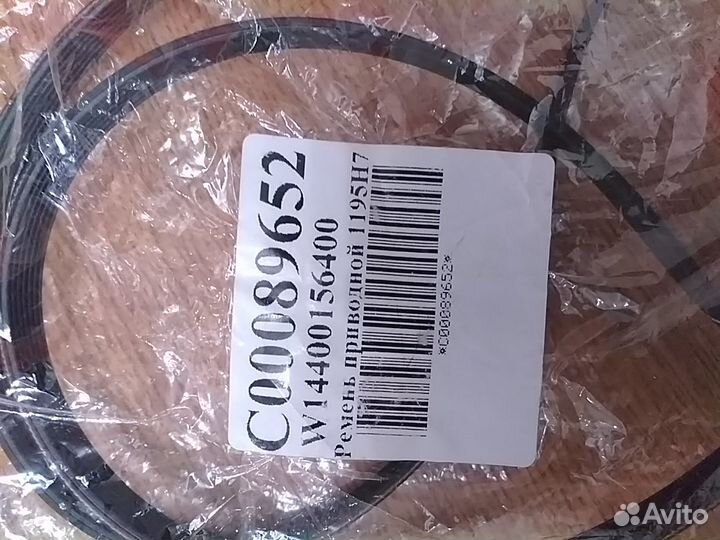 C00089652
W14400156400
Ремень приводной 1195H7
*C00089652*
Avito